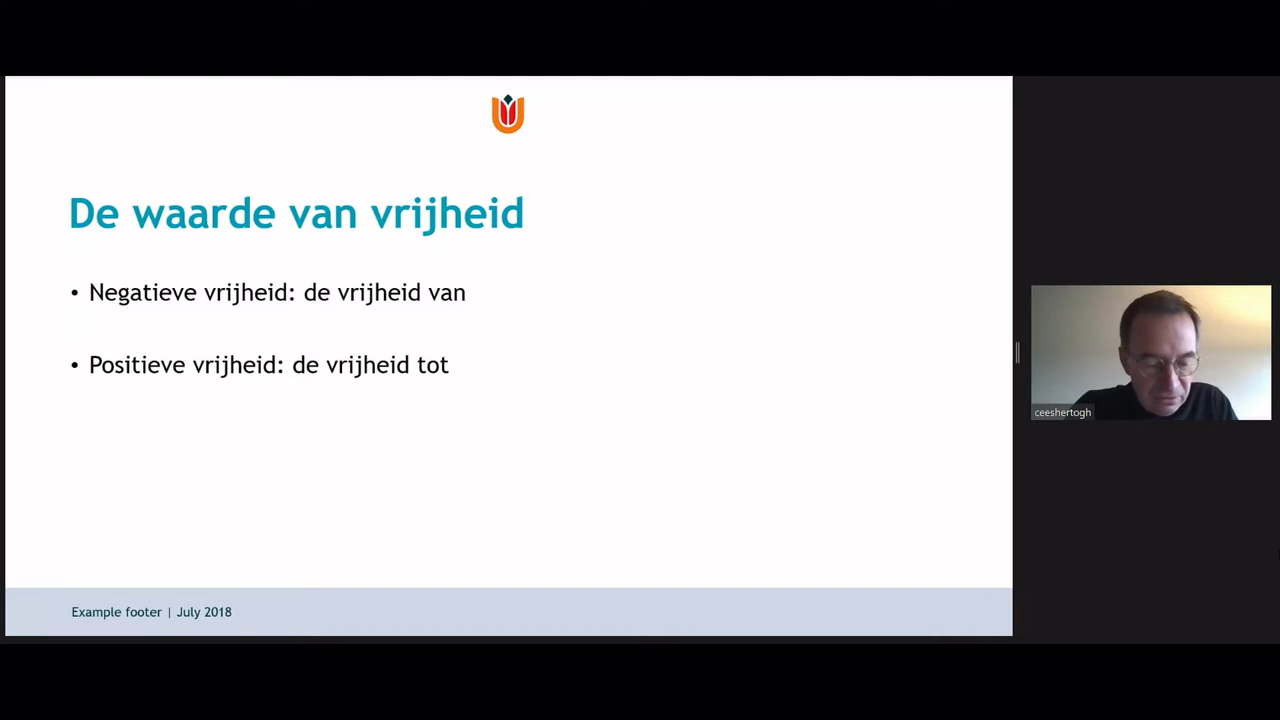 De waarde van vrijheid
• Negatieve vrijheid: de vrijheid van
• Positieve vrijheid: de vrijheid tot
Example footer | July 2018
ceeshertogh